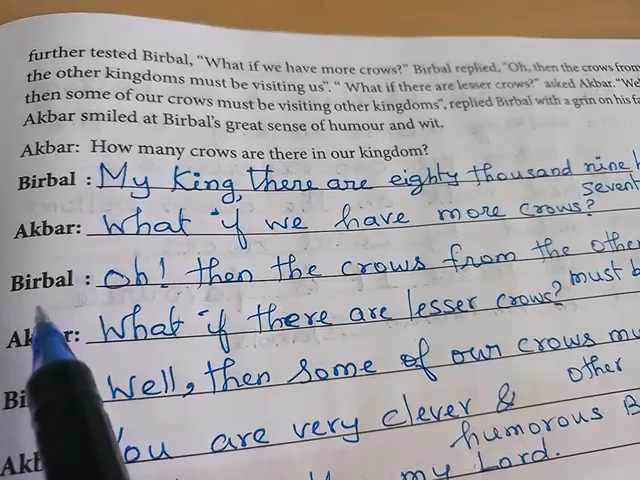 further tested Birbal, "What if we have more crows?" Birbal replied, "Oh, then the crows from
the other kingdoms must be visiting us". " What if there are lesser crows?" asked Akbar. "We
then some of our crows must be visiting other kingdoms", replied Birbal with a grin on his
Akbar smiled at Birbal's great sense of humour and wit.
Akbar: How many crows are there in our kingdom?
Birbal : My King, there are eighty thousand nine
sevent
Akbar: What if we have more crows?
Birbal : Oh! then the crows from the other
must
What if there are lesser crows?
Well, then some of our crows
other
You are very clever &
humorous
my Lord.